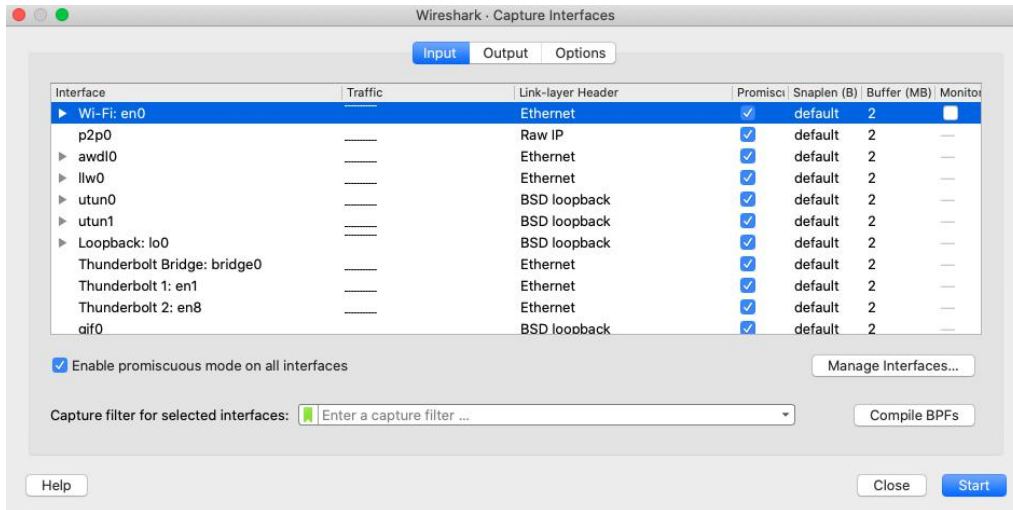 Wireshark · Capture Interfaces
Input Output Options
Interface Traffic Link-layer Header Promisc Snaplen (B) Buffer (MB) Monitor
Wi-Fi: en0 Ethernet default 2
p2p0 Raw IP default 2 —
awdl0 Ethernet default 2 —
llw0 Ethernet default 2 —
utun0 BSD loopback default 2 —
utun1 BSD loopback default 2 —
Loopback: lo0 BSD loopback default 2 —
Thunderbolt Bridge: bridge0 Ethernet default 2 —
Thunderbolt 1: en1 Ethernet default 2 —
Thunderbolt 2: en8 Ethernet default 2 —
gif0 BSD loopback default 2 —
Enable promiscuous mode on all interfaces Manage Interfaces...
Capture filter for selected interfaces: Enter a capture filter ... Compile BPFs
Help Close Start